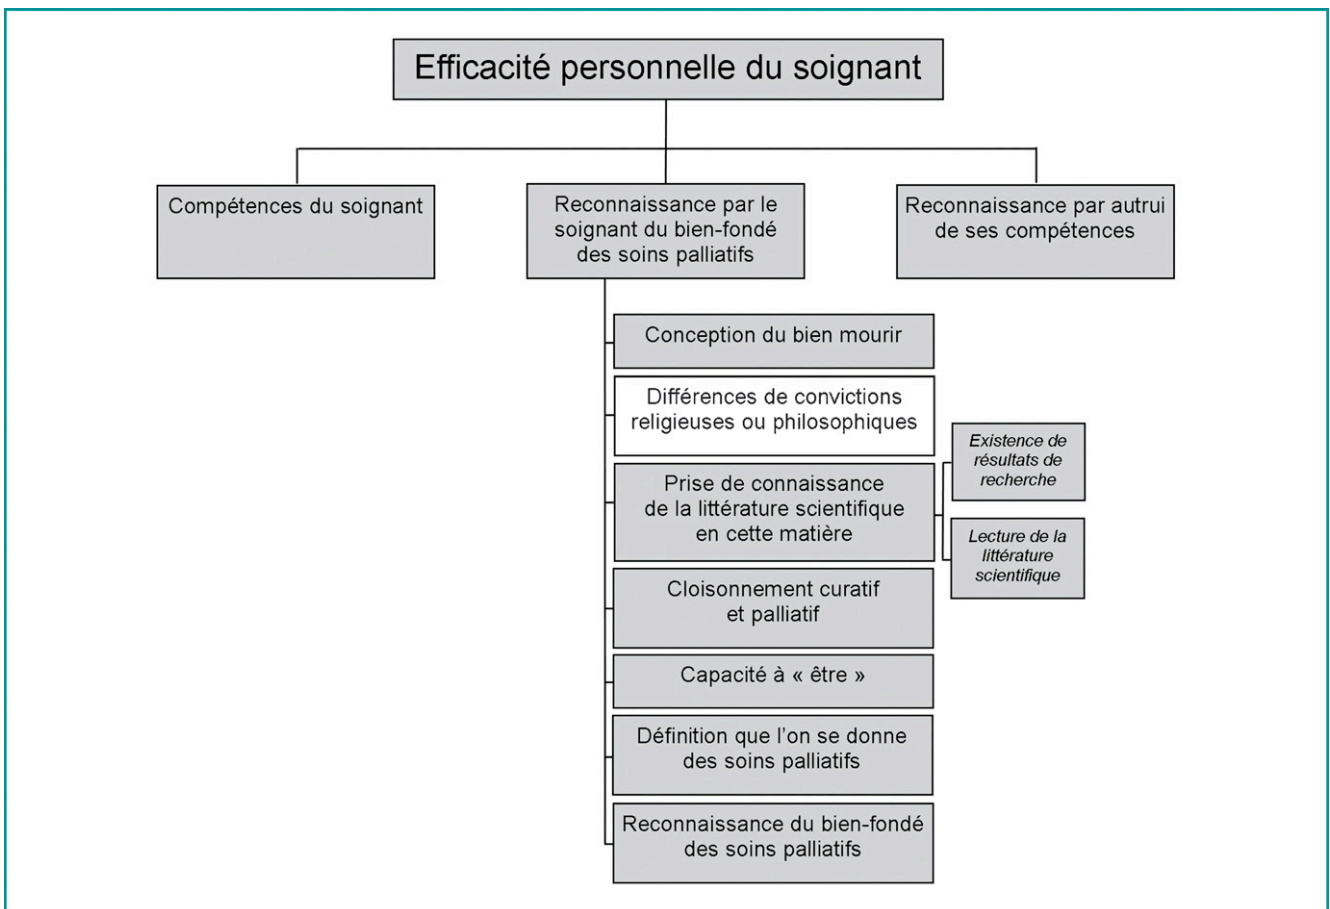 Efficacité personnelle du soignant
Compétences du soignant
Reconnaissance par le
soignant du bien-fondé
des soins palliatifs
Reconnaissance par autrui
de ses compétences
Conception du bien mourir
Différences de convictions
religieuses ou philosophiques
Prise de connaissance
de la littérature scientifique
en cette matière
Existence de
résultats de
recherche
Lecture de la
littérature
scientifique
Cloisonnement curatif
et palliatif
Capacité à « être »
Définition que l'on se donne
des soins palliatifs
Reconnaissance du bien-fondé
des soins palliatifs